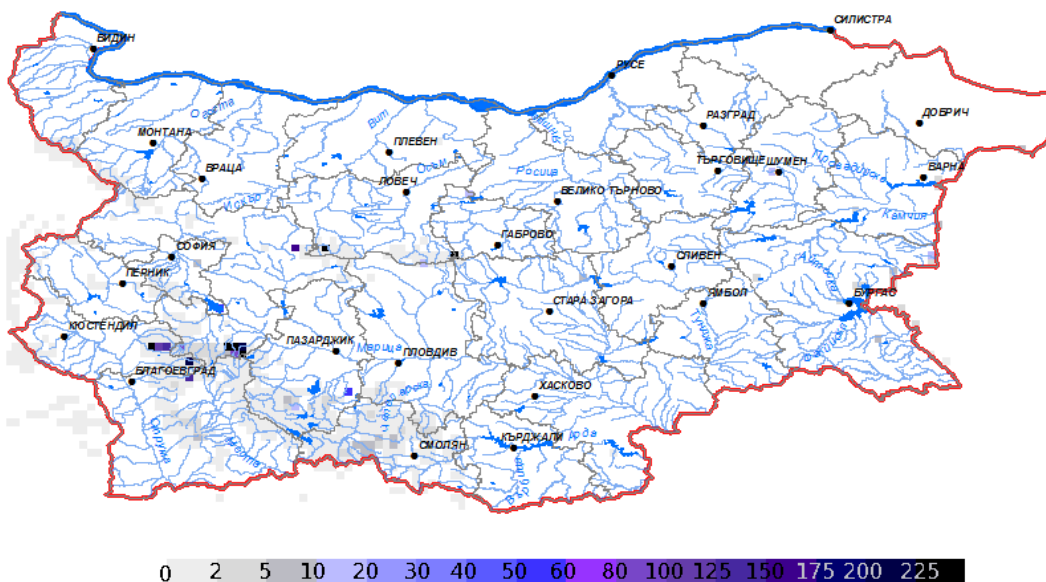 СИЛИСТРА
ВИДИН
РУСЕ
ДОБРИЧ
Огоста
Вит
РАЗГРАД
МОНТАНА
ПЛЕВЕН
ВРАЦА
Осъм
ТЪРГОВИЩЕ
ШУМЕН
Провадийска
ВАРНА
ЛОВЕЧ
Росица
ВЕЛИКО ТЪРНОВО
Искър
Камчия
СОФИЯ
ГАБРОВО
СЛИВЕН
ПЕРНИК
ЯМБОЛ
БУРГАС
СТАРА ЗАГОРА
Тунджа
КЮСТЕНДИЛ
ПАЗАРДЖИК
Марица
ПЛОВДИВ
БЛАГОЕВГРАД
ХАСКОВО
Струма
Места
СМОЛЯН
КЪРДЖАЛИ
0 2 5 10 20 30 40 50 60 80 100 125 150 175 200 225